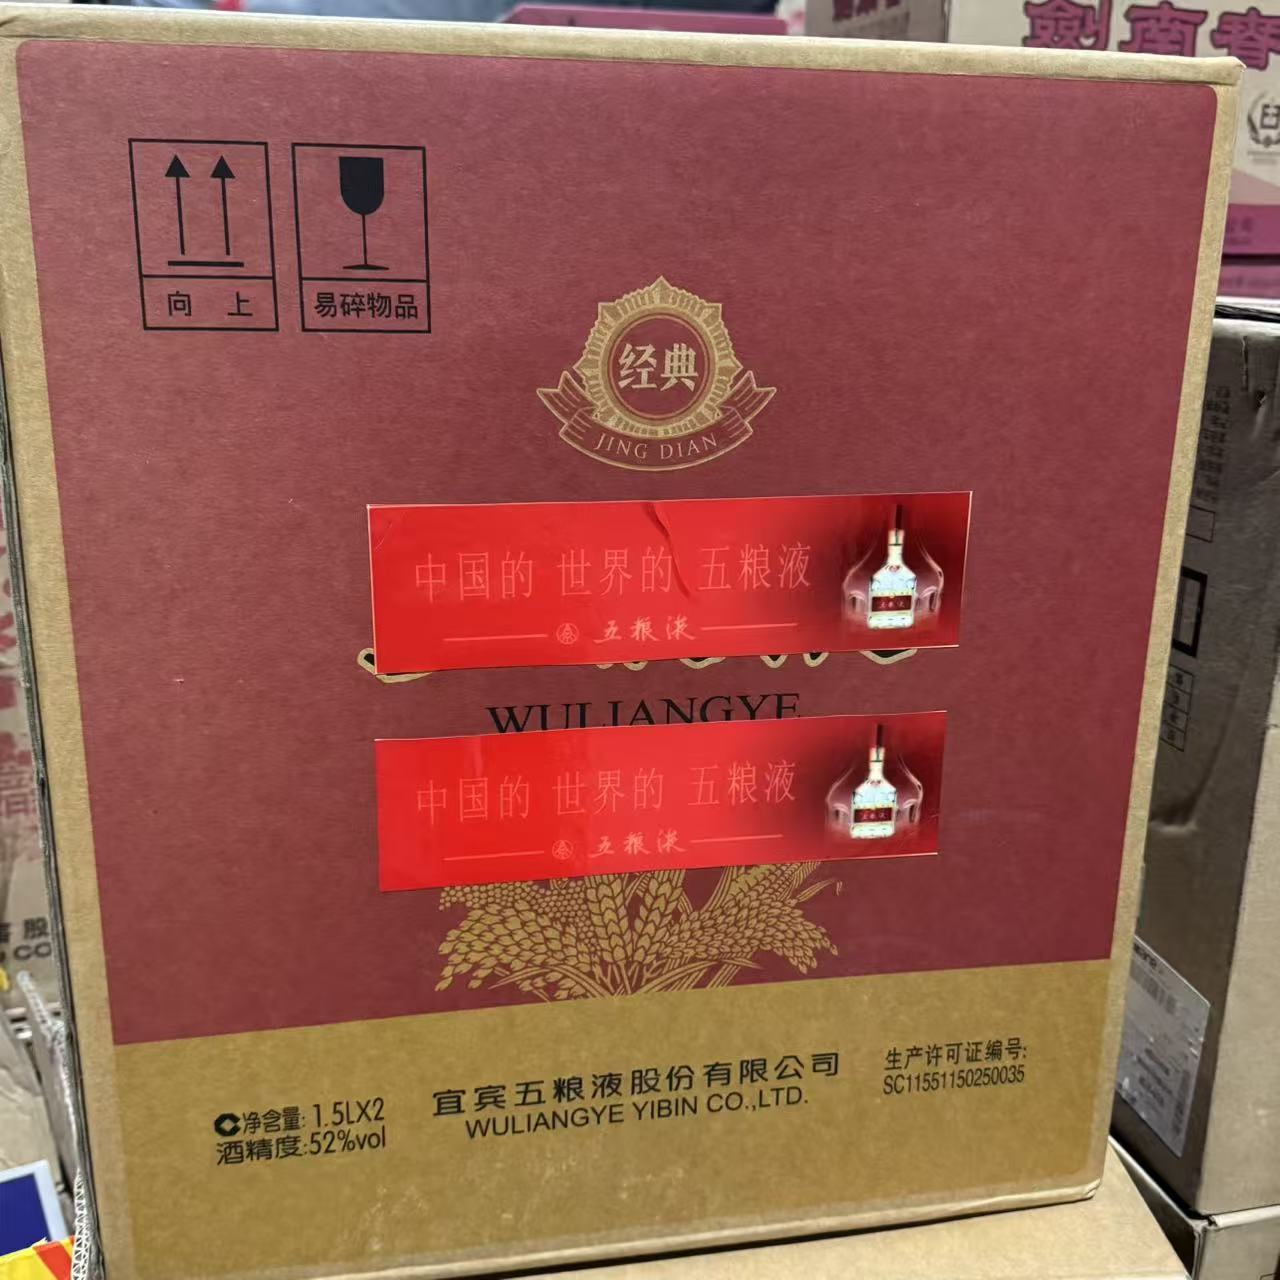 劍南春
向 上
易碎物品
经典
JING DIAN
中国的 世界的 五粮液
五粮液
WULIANGYE
中国的 世界的 五粮液
五粮液
净含量: 1.5LX2
酒精度:52%vol
宜宾五粮液股份有限公司
WULIANGYE YIBIN CO.,LTD.
生产许可证编号:
SC11551150250035